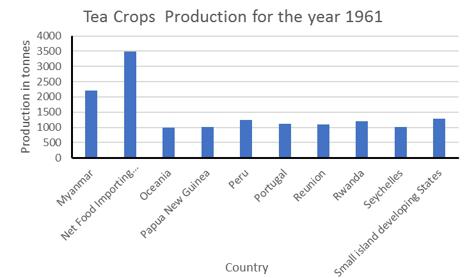 Tea Crops Production for the year 1961
Production in tonnes
4000
3500
3000
2500
2000
1500
1000
500
0
Myanmar
Net Food Importing...
Oceania
Papua New Guinea
Peru
Portugal
Reunion
Rwanda
Seychelles
Small island developing States
Country